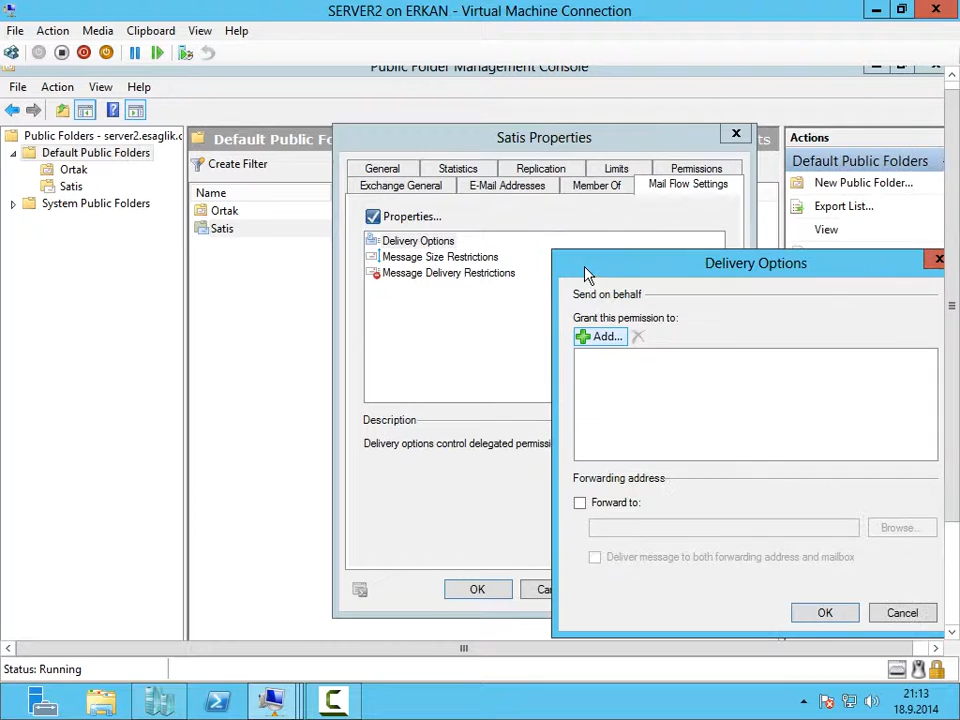 SERVER2 on ERKAN - Virtual Machine Connection
File Action Media Clipboard View Help
Public Folder Management Console
File Action View Help
Public Folders - server2.esaglik.c
Default Public Folders
Ortak
Satis
System Public Folders
Default Public Fo
Create Filter
Name
Ortak
Satis
Satis Properties
General Statistics Replication Limits Permissions
Exchange General E-Mail Addresses Member Of Mail Flow Settings
Properties...
Delivery Options
Message Size Restrictions
Message Delivery Restrictions
Description
Delivery options control delegated permissi
OK
Can
Actions
Default Public Folders
New Public Folder...
Export List...
View
Delivery Options
Send on behalf
Grant this permission to:
Add...
Forwarding address
Forward to:
Browse...
Deliver message to both forwarding address and mailbox
OK Cancel
Status: Running
21:13
18.9.2014